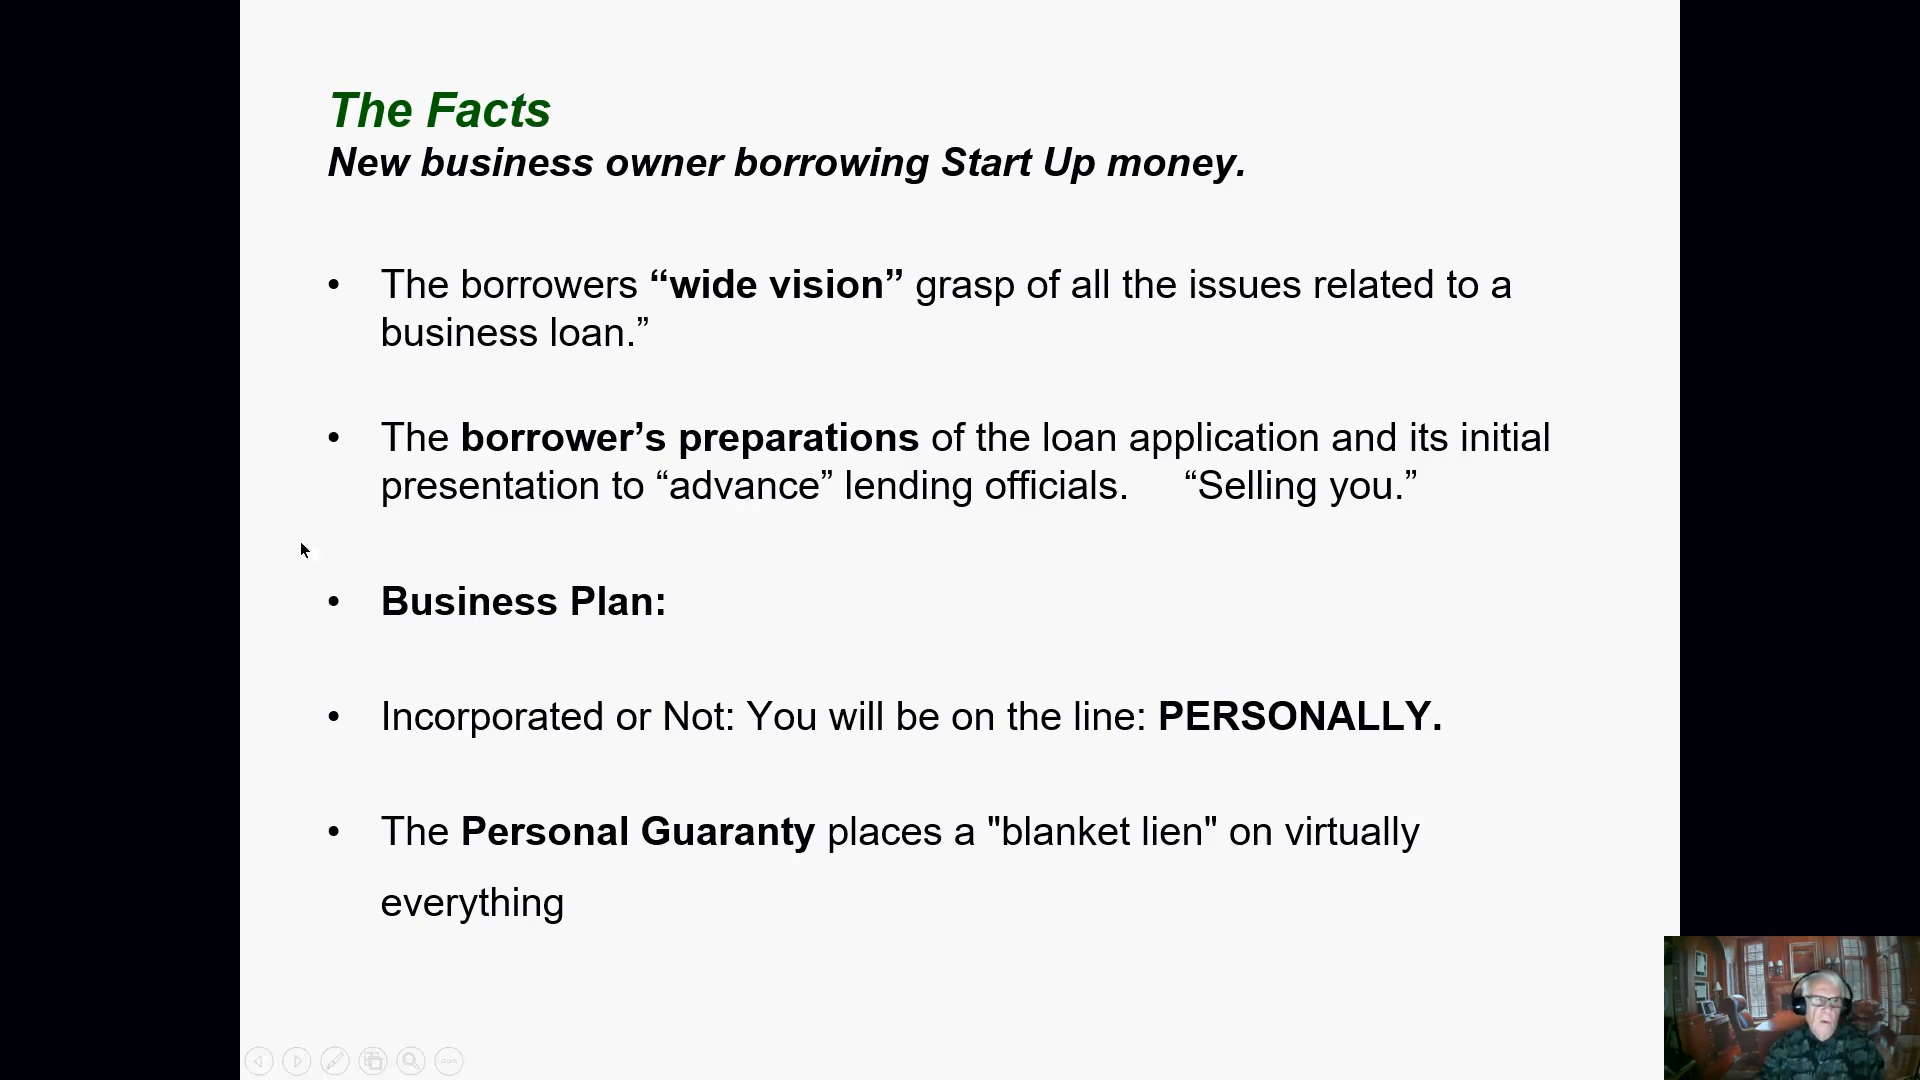 The Facts
New business owner borrowing Start Up money.
• The borrowers “wide vision” grasp of all the issues related to a
business loan.”
• The borrower’s preparations of the loan application and its initial
presentation to “advance” lending officials. “Selling you.”
• Business Plan:
• Incorporated or Not: You will be on the line: PERSONALLY.
• The Personal Guaranty places a "blanket lien" on virtually
everything